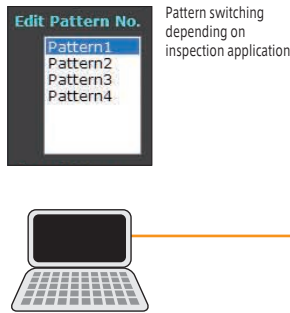 Edit Pattern No.
Pattern1
Pattern2
Pattern3
Pattern4
Pattern switching
depending on
inspection application